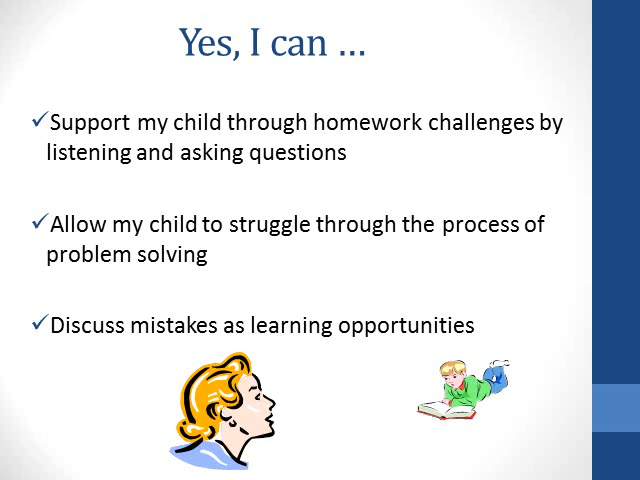 Yes, I can …
✓Support my child through homework challenges by
listening and asking questions
✓Allow my child to struggle through the process of
problem solving
✓Discuss mistakes as learning opportunities